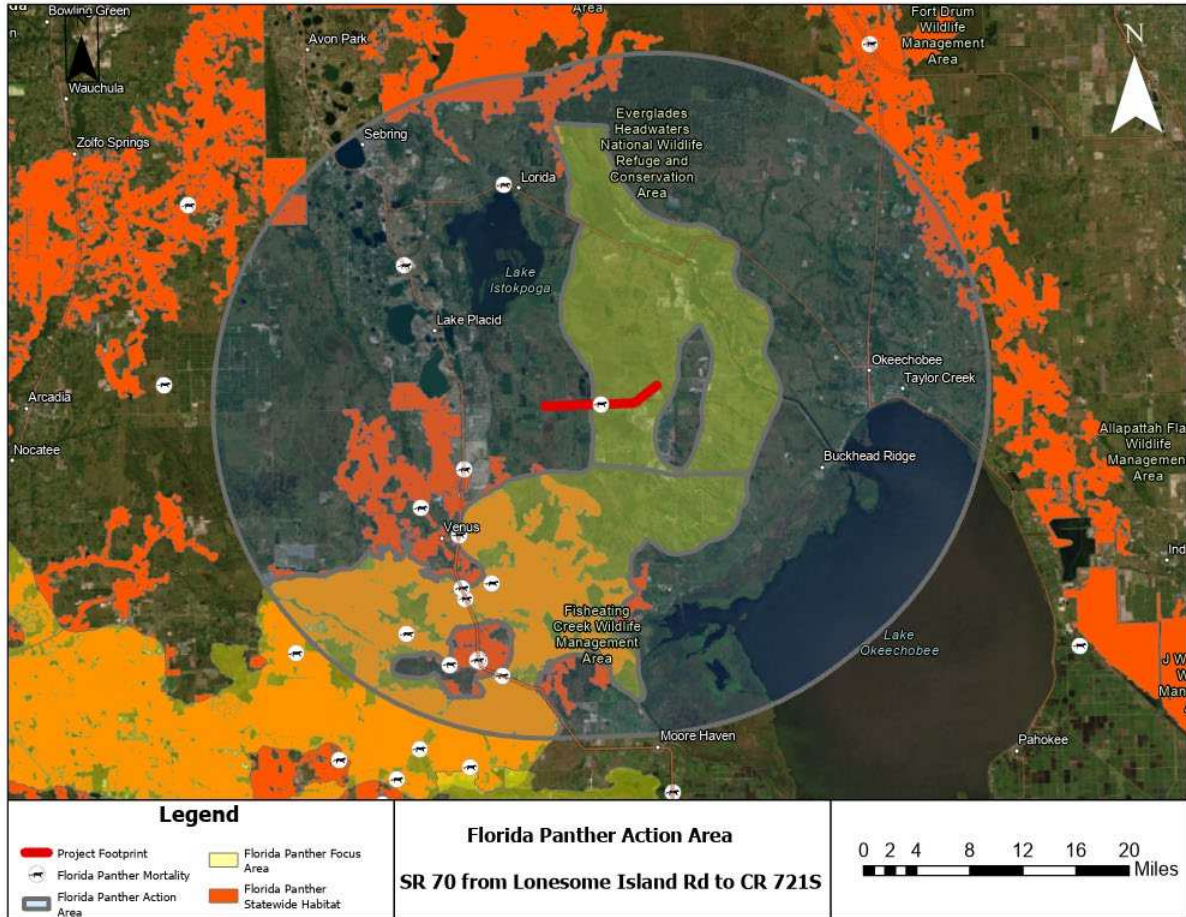 Bowling Green
Avon Park
Area
Fort Drum
Wildlife
Management
Area
N
Wauchula
Zolfo Springs
Sebring
Everglades
Headwaters
National Wildlife
Refuge and
Conservation
Area
Lorida
Lake
Istokpoga
Lake Placid
Okeechobee
Taylor Creek
Arcadia
Nocatee
Allapattah Fla
Wildlife
Management
Area
Buckhead Ridge
Venus
Ind
Fisheating
Creek Wildlife
Management
Area
Lake
Okeechobee
J W
W
Man
Moore Haven
Pahokee
Legend
Project Footprint
Florida Panther Mortality
Florida Panther Action
Area
Florida Panther Focus
Area
Florida Panther
Statewide Habitat
Florida Panther Action Area
SR 70 from Lonesome Island Rd to CR 721S
0 2 4 8 12 16 20
Miles